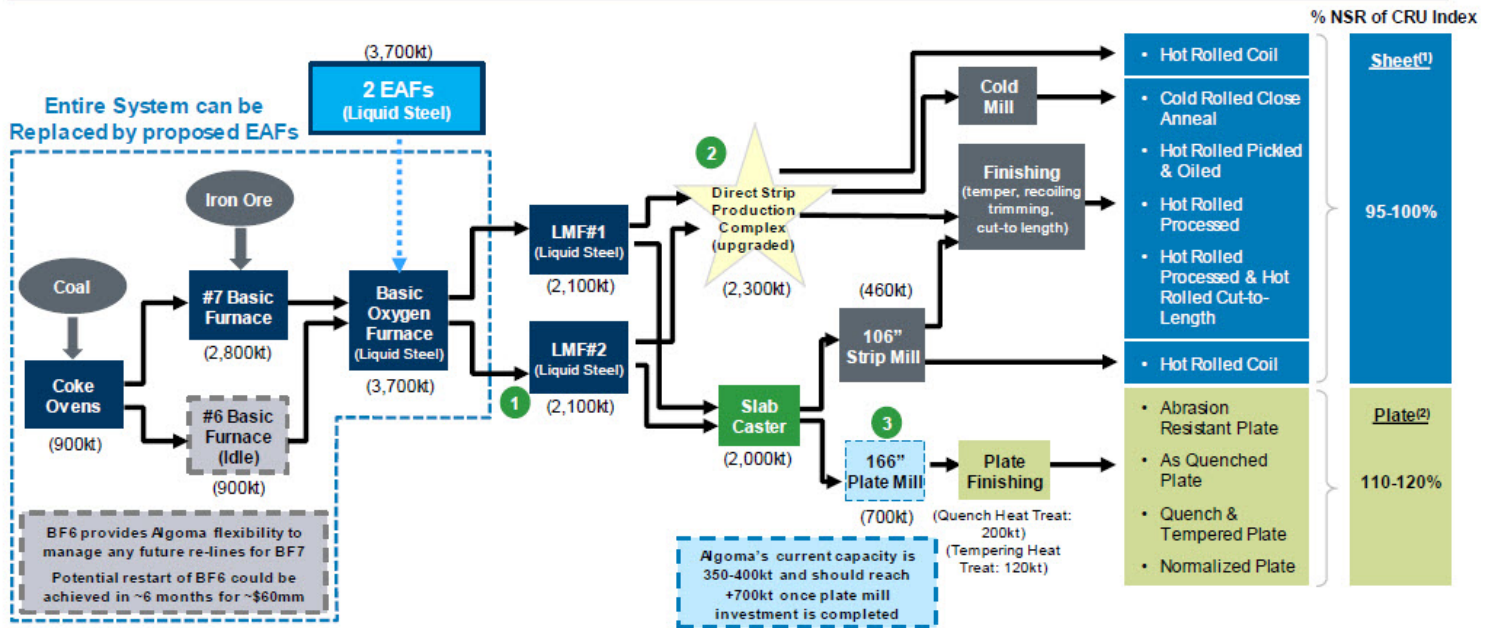 % NSR of CRU Index
(3,700kt)
2 EAFs
(Liquid Steel)
Entire System can be
Replaced by proposed EAFs
Iron Ore
Coal
#7 Basic
Furnace
(2,800kt)
Coke
Ovens
(900kt)
#6 Basic
Furnace
(Idle)
(900kt)
Basic
Oxygen
Furnace
(Liquid Steel)
(3,700kt)
BF6 provides Algoma flexibility to
manage any future re-lines for BF7
Potential restart of BF6 could be
achieved in ~6 months for ~$60mm
1
LMF#1
(Liquid Steel)
(2,100kt)
LMF#2
(Liquid Steel)
(2,100kt)
2
Direct Strip
Production
Complex
(upgraded)
(2,300kt)
Slab
Caster
(2,000kt)
Cold
Mill
Finishing
(temper, recoiling
trimming,
cut-to length)
(460kt)
106”
Strip Mill
3
166”
Plate Mill
(700kt)
Plate
Finishing
(Quench Heat Treat:
200kt)
(Tempering Heat
Treat: 120kt)
Algoma's current capacity is
350-400kt and should reach
+700kt once plate mill
investment is completed
• Hot Rolled Coil
• Cold Rolled Close
Anneal
• Hot Rolled Pickled
& Oiled
• Hot Rolled
Processed
• Hot Rolled
Processed & Hot
Rolled Cut-to-
Length
• Hot Rolled Coil
• Abrasion
Resistant Plate
• As Quenched
Plate
• Quench &
Tempered Plate
• Normalized Plate
Sheet(1)
95-100%
Plate(2)
110-120%